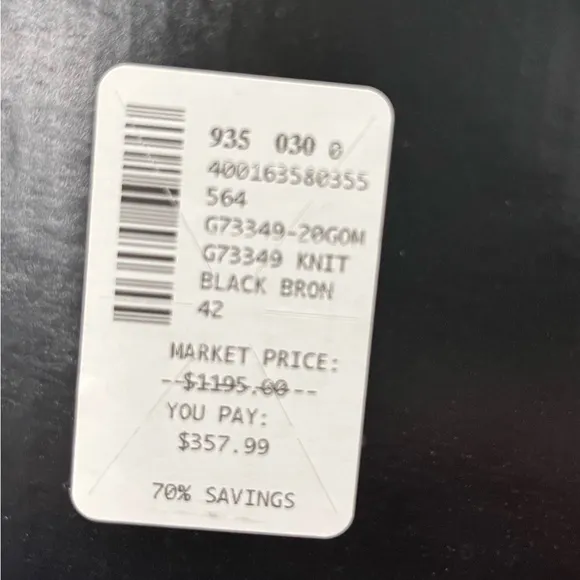 935 030 0
400163580355
564
G73349-20GOM
G73349 KNIT
BLACK BRON
42
MARKET PRICE:
--$1195.00--
YOU PAY:
$357.99
70% SAVINGS